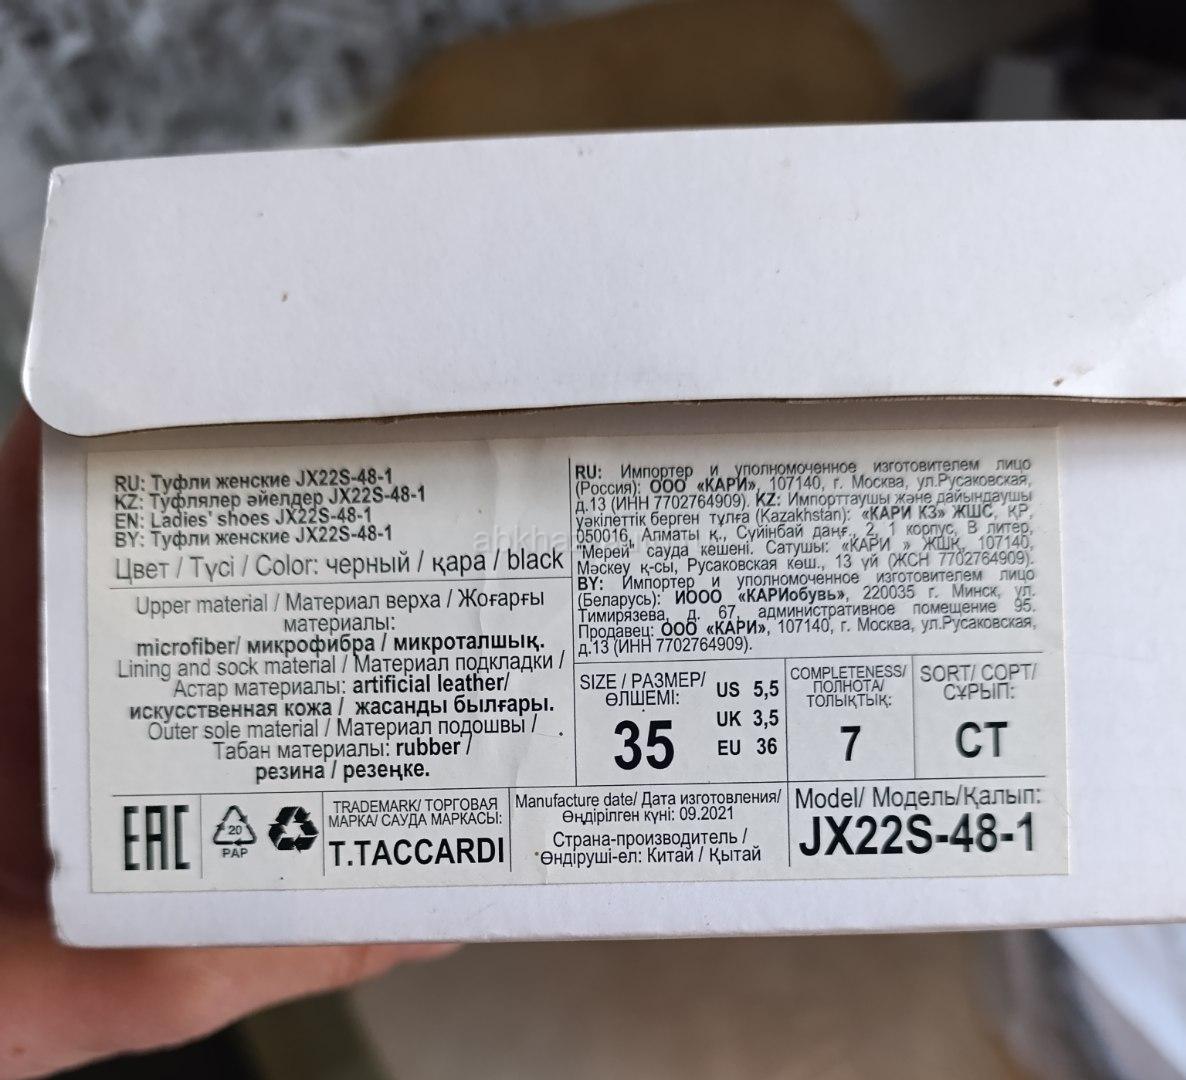 RU: Туфли женские JX22S-48-1
KZ: Туфлялер әйелдер JX22S-48-1
EN: Ladies' shoes JX22S-48-1
BY: Туфли женские JX22S-48-1
Цвет / Түсі / Color: черный / қара / black
Upper material / Материал верха / Жоғарғы
материалы:
microfiber/ микрофибра / микроталшық.
Lining and sock material / Материал подкладки /
Астар материалы: artificial leather/
искусственная кожа / жасанды былғары.
Outer sole material / Материал подошвы /
Табан материалы: rubber /
резина / резеңке.
RU: Импортер и уполномоченное изготовителем лицо
(Россия): ООО «КАРИ», 107140, г. Москва, ул.Русаковская,
д.13 (ИНН 7702764909). KZ: Импорттаушы және дайындаушы
уәкілеттік берген тұлға (Kazakhstan): «КАРИ КЗ» ЖШС, ҚР,
050016, Алматы қ., Сүйінбай даңғ., 2, 1 корпус, В литер,
"Мерей" сауда кешені. Сатушы: «КАРИ » ЖШҚ, 107140,
Мәскеу қ-сы, Русаковская көш., 13 үй (ЖСН 7702764909).
BY: Импортер и уполномоченное изготовителем лицо
(Беларусь): ИООО «КАРИобувь», 220035 г. Минск, ул.
Тимирязева, д. 67, административное помещение 95.
Продавец: ООО «КАРИ», 107140, г. Москва, ул.Русаковская,
д.13 (ИНН 7702764909).
SIZE / РАЗМЕР/
ӨЛШЕМІ:
35
US 5,5
UK 3,5
EU 36
COMPLETENESS/
ПОЛНОТА/
ТОЛЫҚТЫҚ:
7
SORT/ СОРТ/
СҰРЫП:
СТ
EAC
20
PAP
TRADEMARK/ ТОРГОВАЯ
МАРКА/ САУДА МАРКАСЫ:
T.TACCARDI
Manufacture date/ Дата изготовления/
Өңдірілген күні: 09.2021
Страна-производитель /
Өндіруші-ел: Китай / Қытай
Model/ Модель/Қалып:
JX22S-48-1